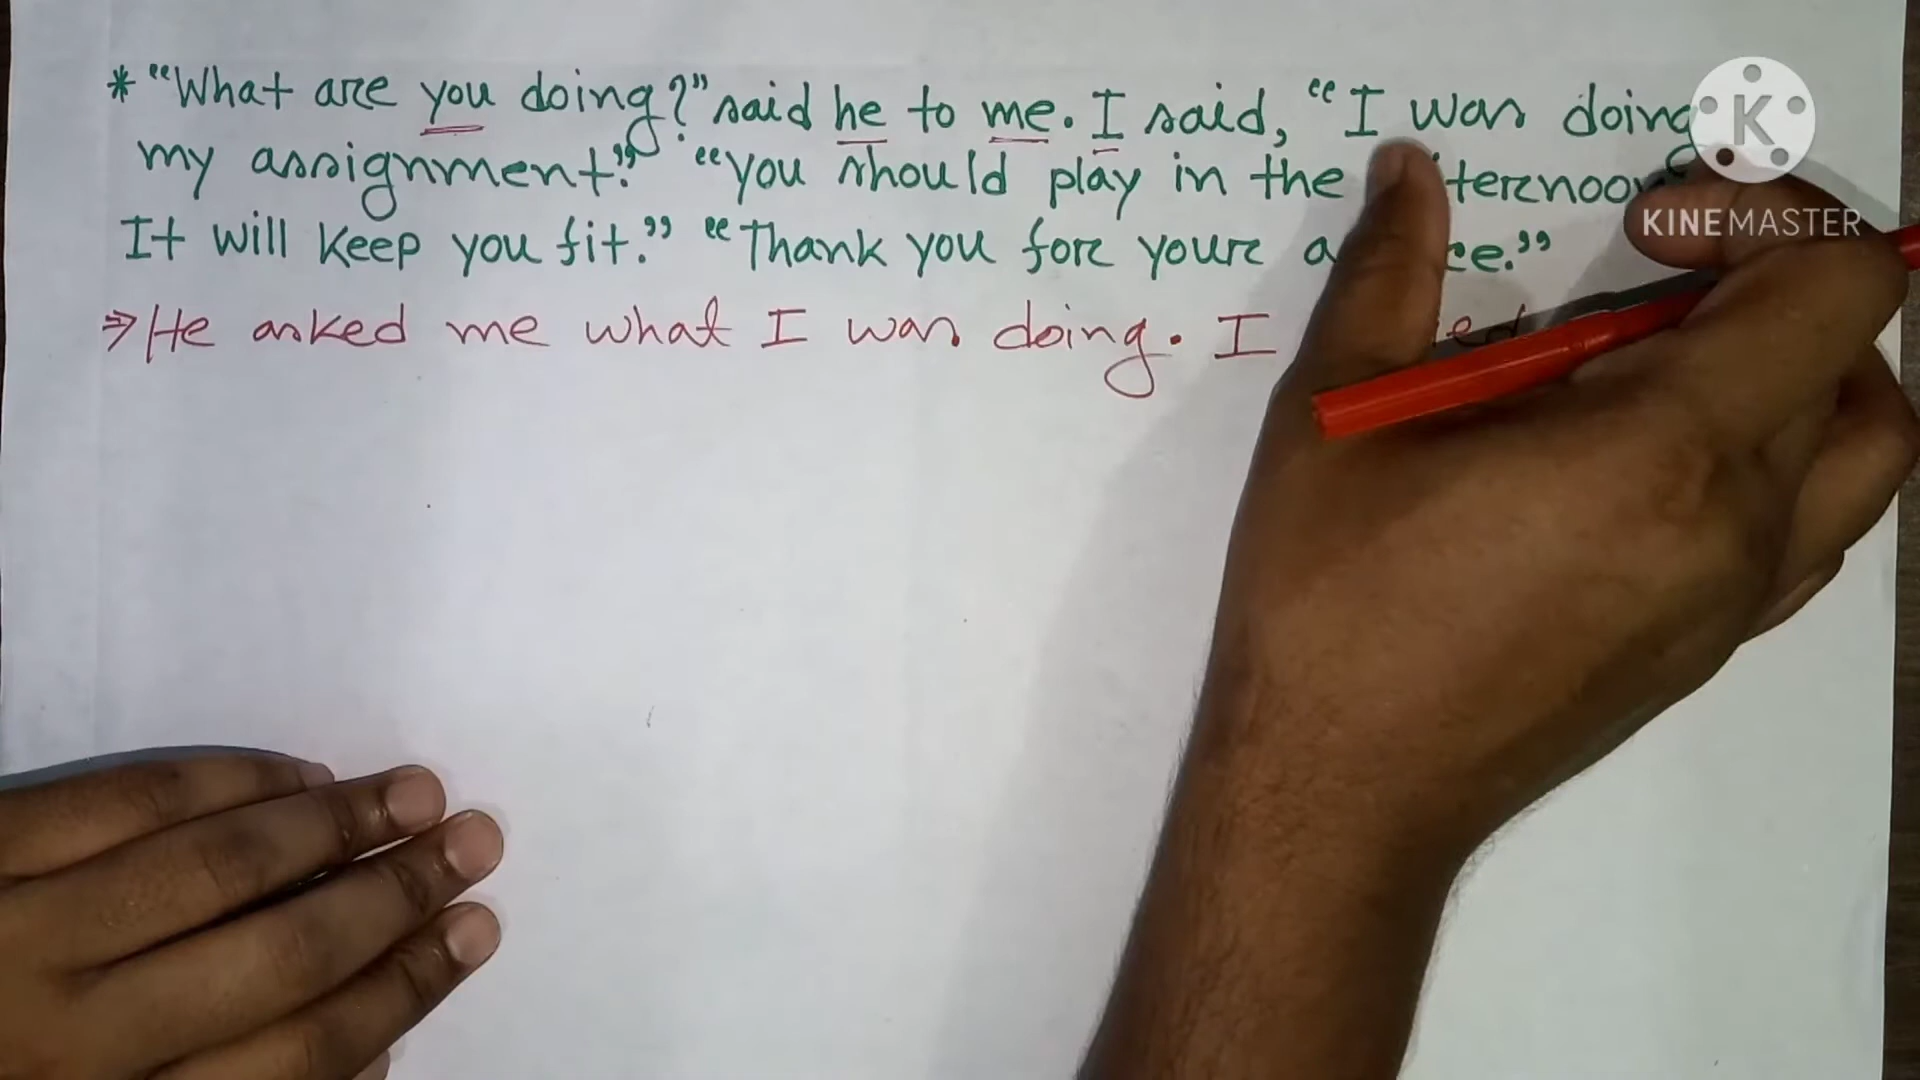 * "What are you doing?" said he to me. I said, "I was doing
my assignment." "you should play in the
It will keep you fit." "Thank you for your
⇒ He asked me what I was doing. I
KINEMASTER